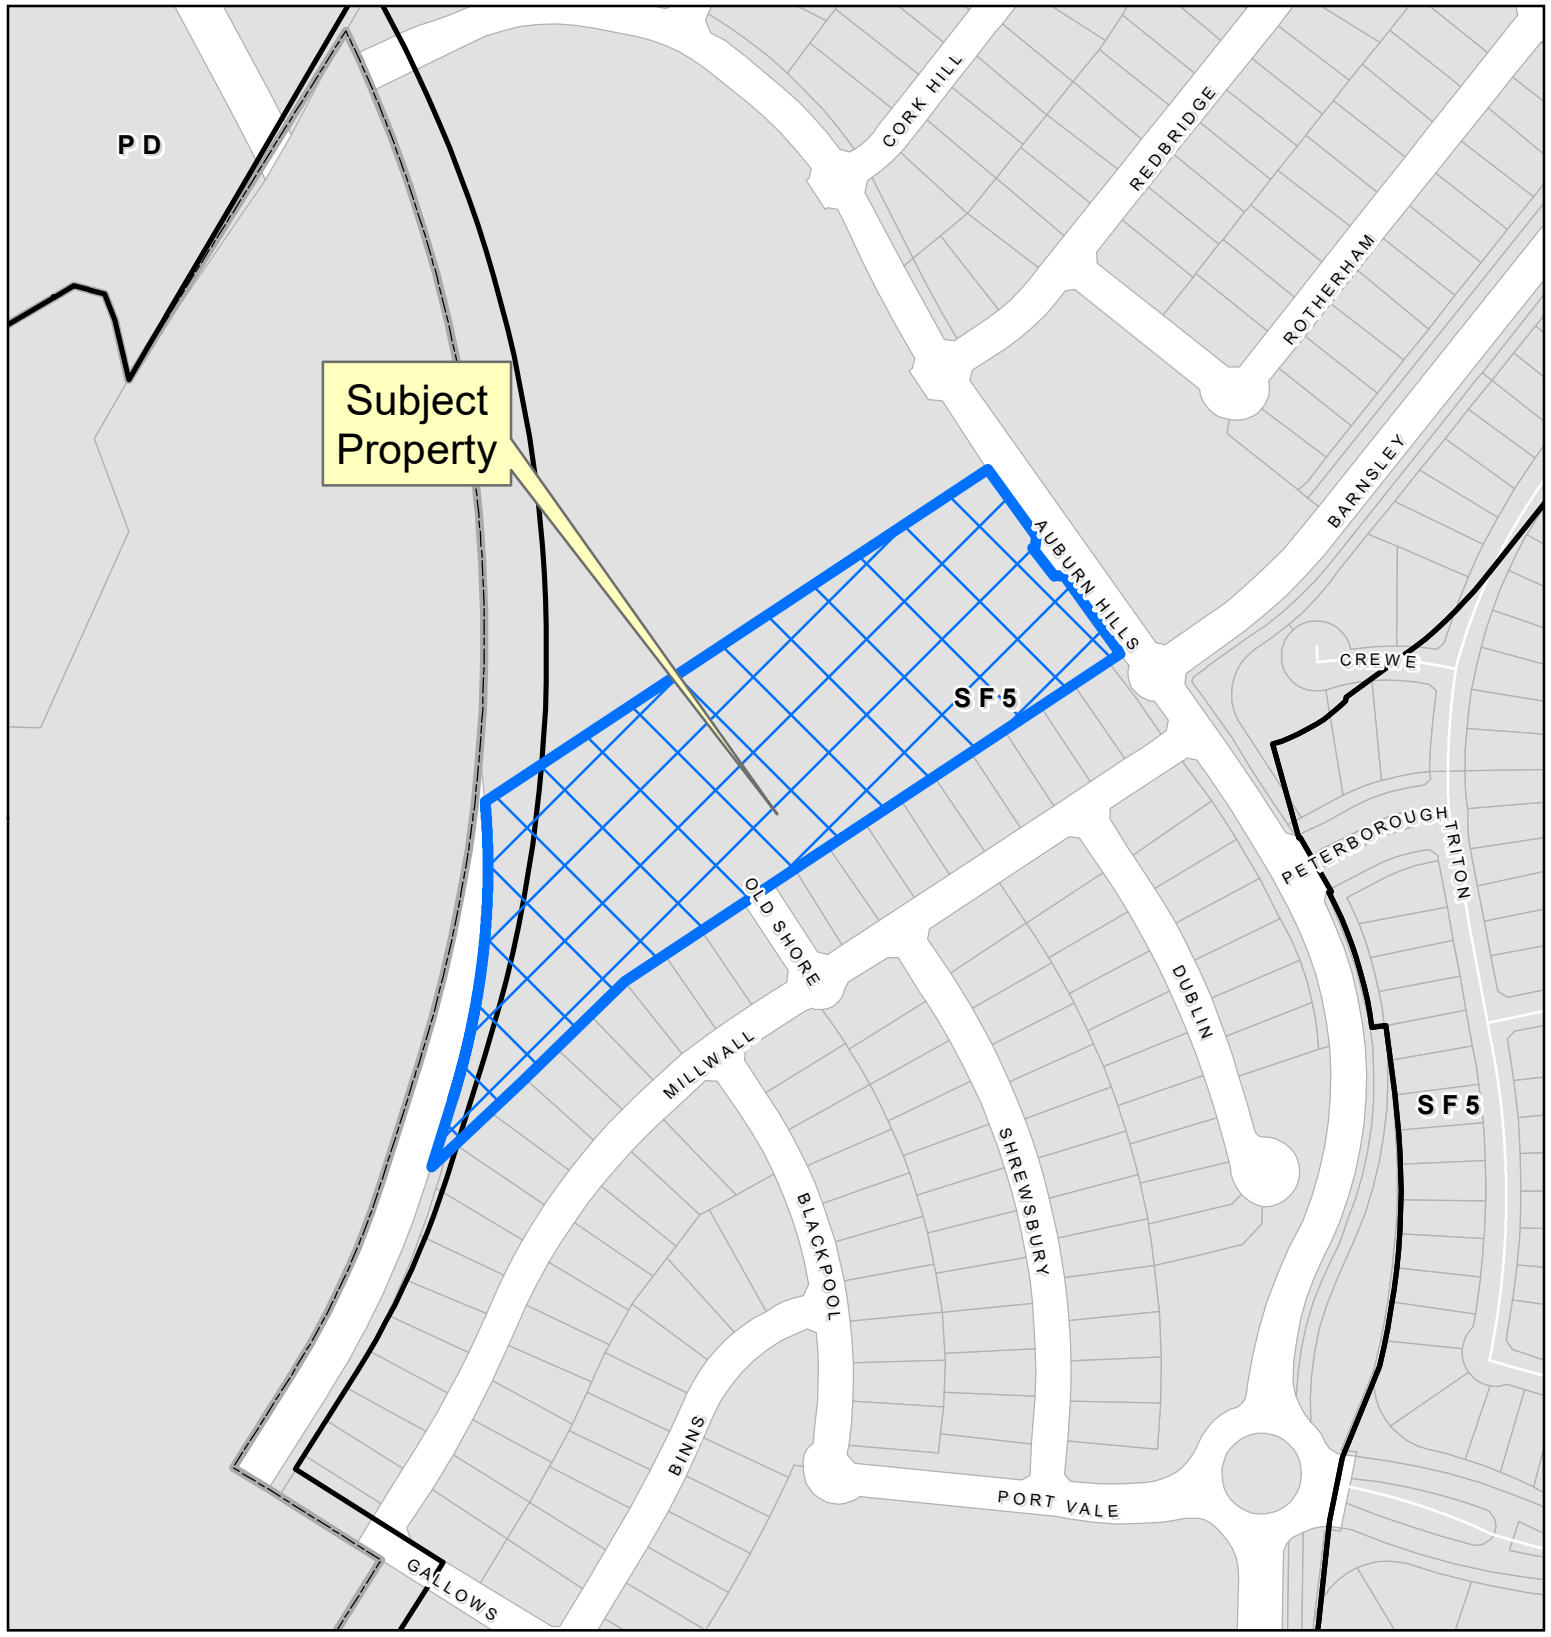 CORK HILL
REDBRIDGE
P D
ROTHERHAM
Subject
Property
BARNSLEY
AUBURN HILLS
CREWE
S F 5
PETERBOROUGH
TRITON
OLD SHORE
DUBLIN
MILLWALL
S F 5
SHREWSBURY
BLACKPOOL
BINNS
PORT VALE
GALLOWS